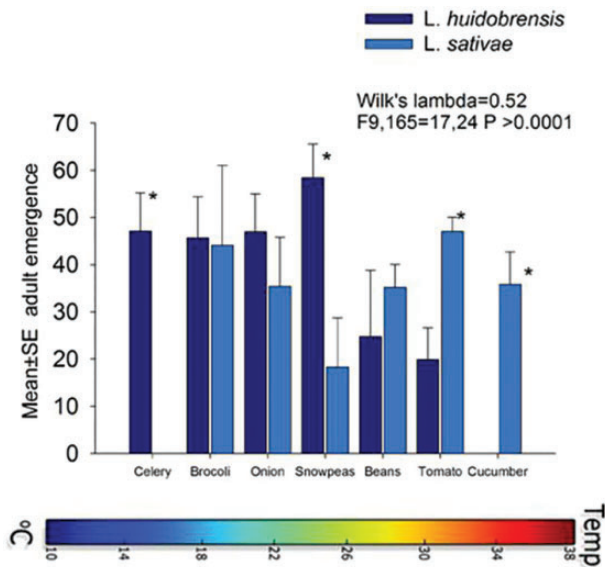 L. huidobrensis
L. sativae
Wilk's lambda=0.52
F9,165=17,24 P >0.0001
Mean±SE adult emergence
70
60
50
40
30
20
10
0
*
*
*
*
Celery Brocoli Onion Snowpeas Beans Tomato Cucumber
ºC
Temp
10 14 18 22 26 30 32 38